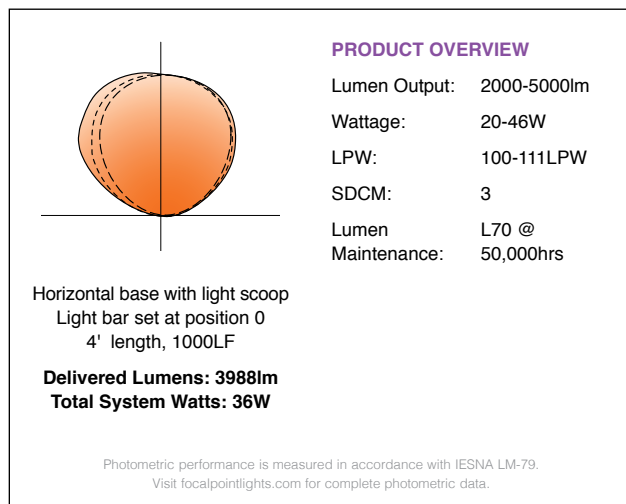 PRODUCT OVERVIEW
Lumen Output: 2000-5000lm
Wattage: 20-46W
LPW: 100-111LPW
SDCM: 3
Lumen L70 @
Maintenance: 50,000hrs
Horizontal base with light scoop
Light bar set at position 0
4' length, 1000LF
Delivered Lumens: 3988lm
Total System Watts: 36W
Photometric performance is measured in accordance with IESNA LM-79.
Visit focalpointlights.com for complete photometric data.